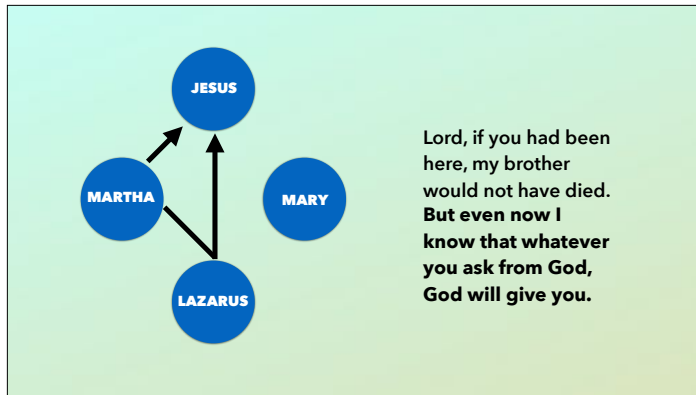 JESUS
MARTHA
MARY
LAZARUS
Lord, if you had been
here, my brother
would not have died.
But even now I
know that whatever
you ask from God,
God will give you.